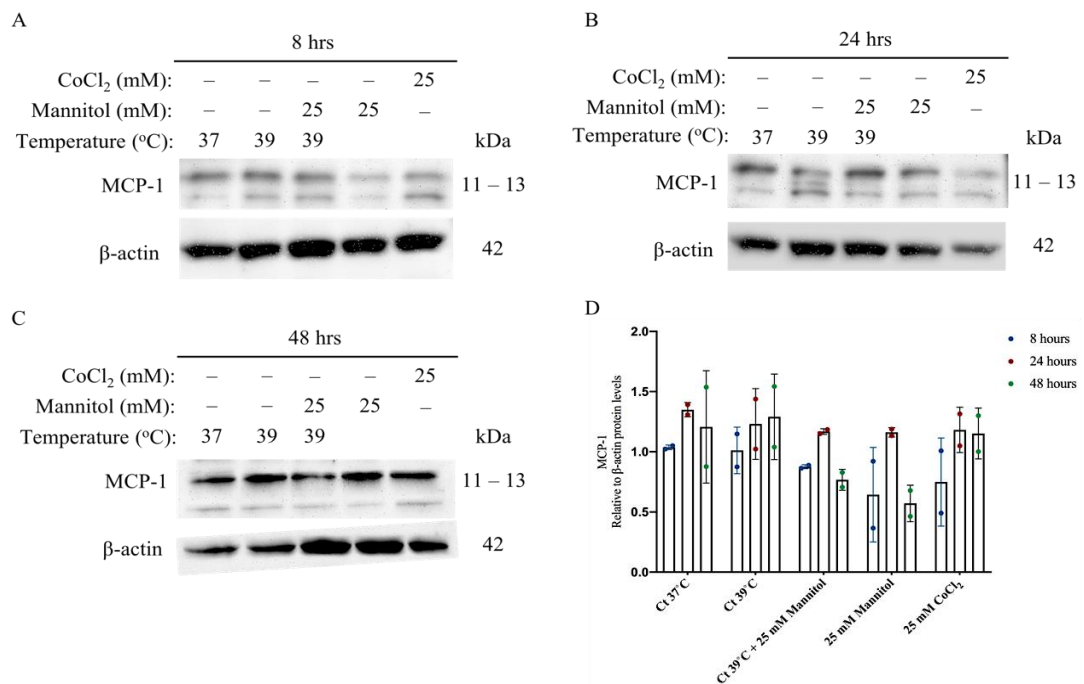 A
8 hrs
CoCl₂ (mM): – – – – 25
Mannitol (mM): – – 25 25 –
Temperature (°C): 37 39 39 kDa
MCP-1 11 – 13
β-actin 42
B
24 hrs
CoCl₂ (mM): – – – – 25
Mannitol (mM): – – 25 25 –
Temperature (°C): 37 39 39 kDa
MCP-1 11 – 13
β-actin 42
C
48 hrs
CoCl₂ (mM): – – – – 25
Mannitol (mM): – – 25 25 –
Temperature (°C): 37 39 39 kDa
MCP-1 11 – 13
β-actin 42
D
MCP-1
Relative to β-actin protein levels
2.0
1.5
1.0
0.5
0.0
Ct 37°C
Ct 39°C
Ct 39°C + 25 mM Mannitol
25 mM Mannitol
25 mM CoCl₂
8 hours
24 hours
48 hours